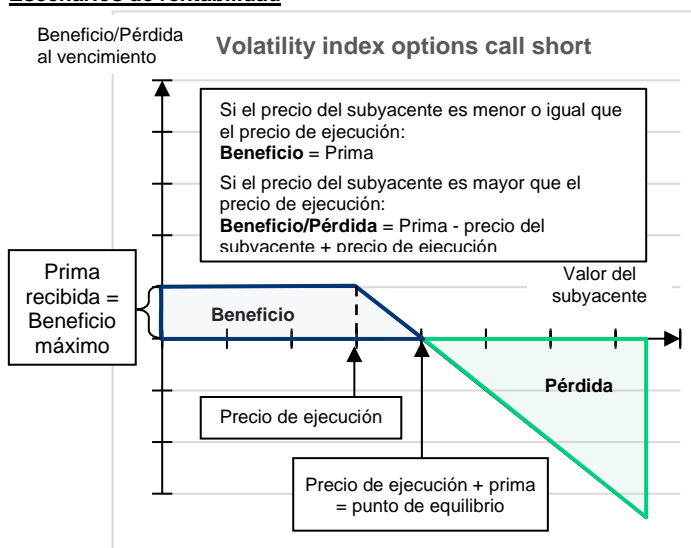 Escenarios de rentabilidad
Beneficio/Pérdida
al vencimiento
Volatility index options call short
Si el precio del subyacente es menor o igual que
el precio de ejecución:
Beneficio = Prima
Si el precio del subyacente es mayor que el
precio de ejecución:
Beneficio/Pérdida = Prima - precio del
subyacente + precio de ejecución
Prima
recibida =
Beneficio
máximo
Valor del
subyacente
Beneficio
Pérdida
Precio de ejecución
Precio de ejecución + prima
= punto de equilibrio